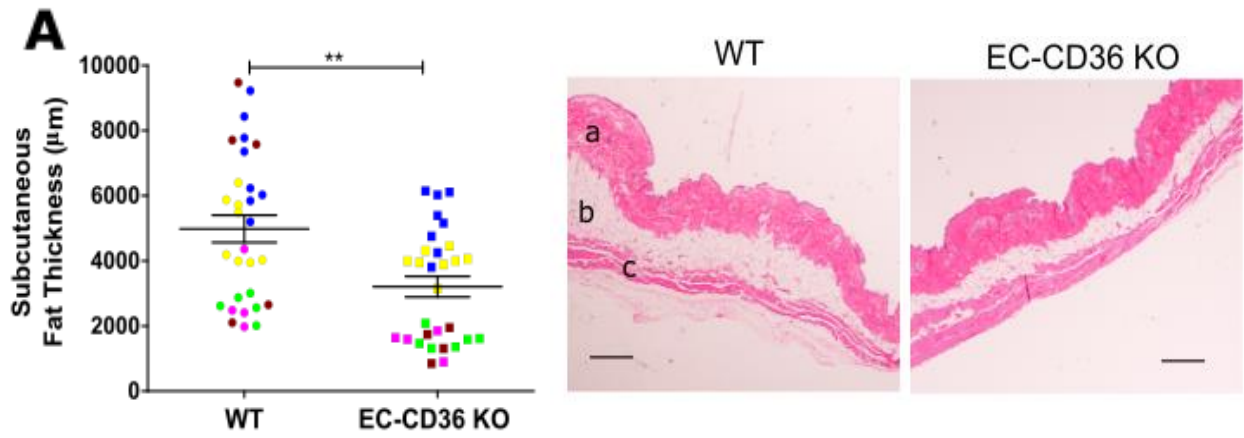 A
Subcutaneous
Fat Thickness (μm)
10000
8000
6000
4000
2000
0
**
WT
EC-CD36 KO
WT
EC-CD36 KO
a
b
c